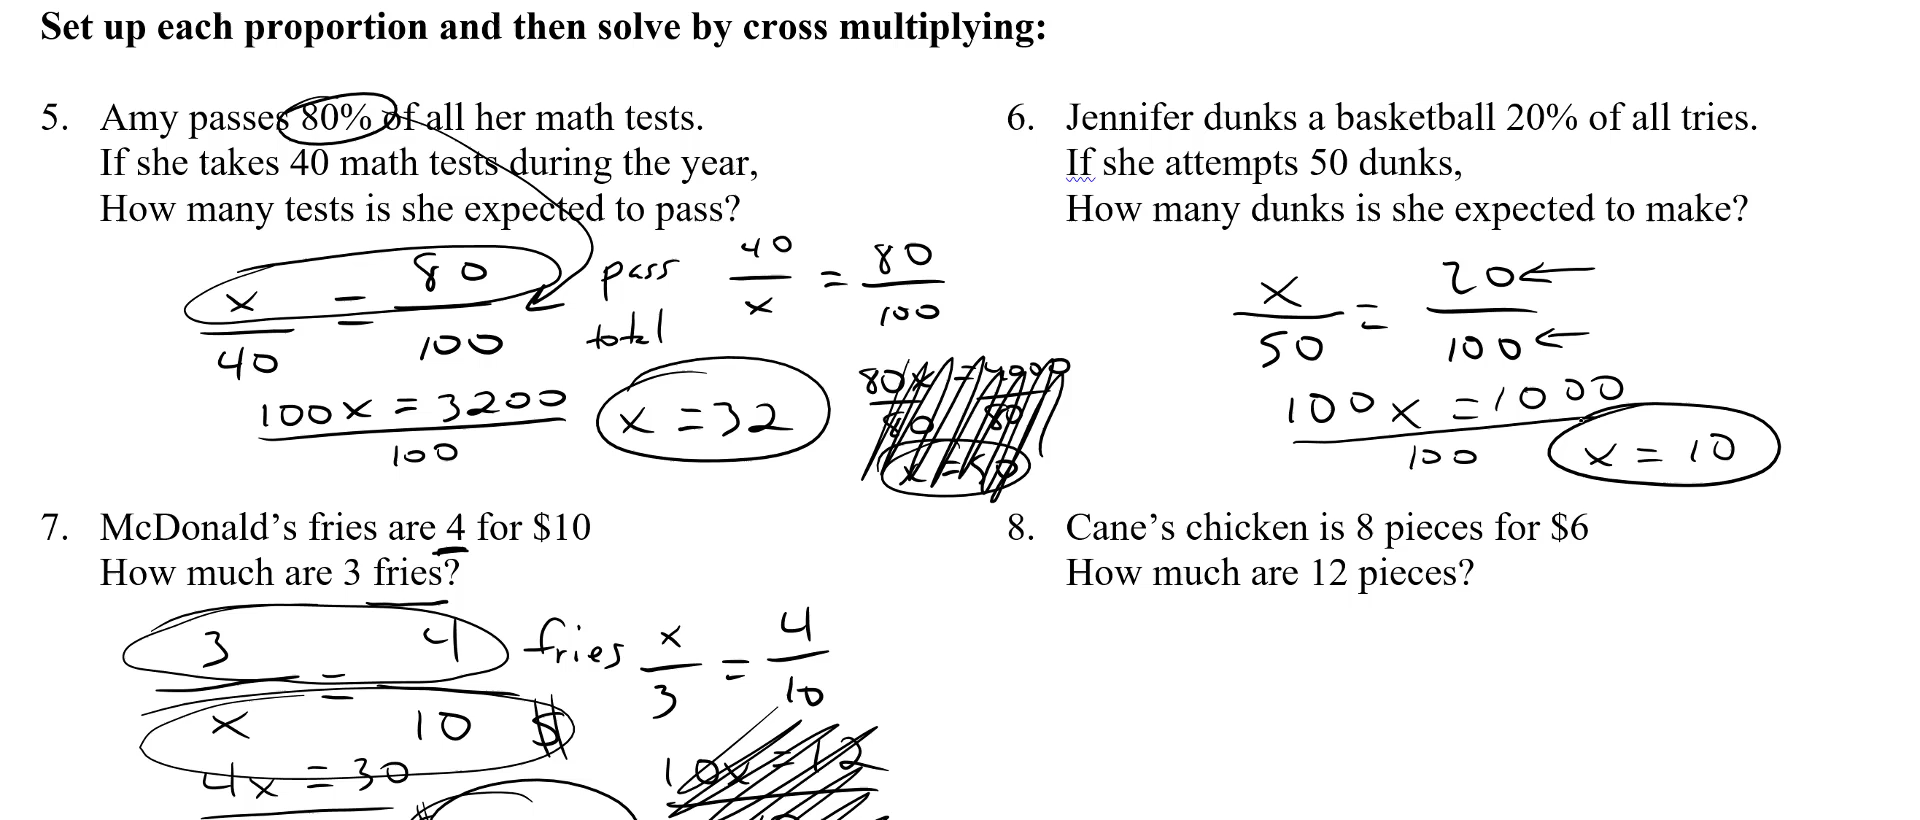 Set up each proportion and then solve by cross multiplying:
5. Amy passes 80% of all her math tests.
If she takes 40 math tests during the year,
How many tests is she expected to pass?
x/40 = 80/100 pass total
40/x = 80/100
100x = 3200
100
x = 32
6. Jennifer dunks a basketball 20% of all tries.
If she attempts 50 dunks,
How many dunks is she expected to make?
x/50 = 20/100
100x = 1000
100
x = 10
7. McDonald’s fries are 4 for $10
How much are 3 fries?
3/x = 4/10 fries $
x/3 = 4/10
4x = 30
10x = 12
8. Cane’s chicken is 8 pieces for $6
How much are 12 pieces?